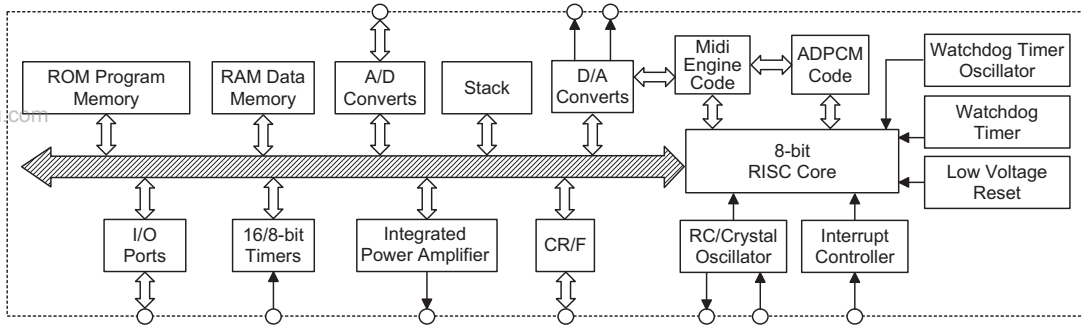 ROM Program
Memory
RAM Data
Memory
A/D
Converts
Stack
D/A
Converts
Midi
Engine
Code
ADPCM
Code
Watchdog Timer
Oscillator
Watchdog
Timer
Low Voltage
Reset
8-bit
RISC Core
I/O
Ports
16/8-bit
Timers
Integrated
Power Amplifier
CR/F
RC/Crystal
Oscillator
Interrupt
Controller